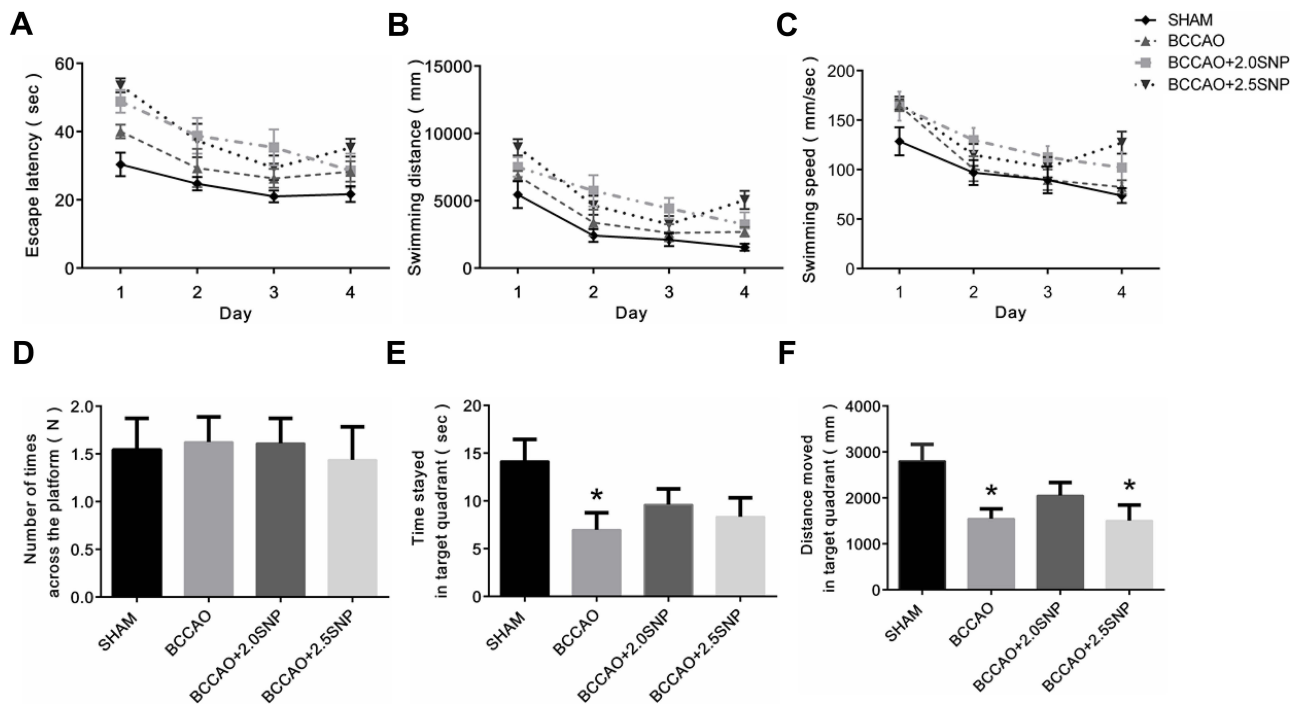 A
B
C
SHAM
BCCAO
BCCAO+2.0SNP
BCCAO+2.5SNP
Escape latency ( sec )
60
40
20
0
1 2 3 4
Day
Swimming distance ( mm )
15000
10000
5000
0
1 2 3 4
Day
Swimming speed ( mm/sec )
200
150
100
50
0
1 2 3 4
Day
D
E
F
Number of times
across the platform ( N )
2.0
1.5
1.0
0.5
0.0
SHAM
BCCAO
BCCAO+2.0SNP
BCCAO+2.5SNP
Time stayed
in target quadrant ( sec )
20
15
10
5
0
*
SHAM
BCCAO
BCCAO+2.0SNP
BCCAO+2.5SNP
Distance moved
in target quadrant ( mm )
4000
3000
2000
1000
0
*
*
SHAM
BCCAO
BCCAO+2.0SNP
BCCAO+2.5SNP